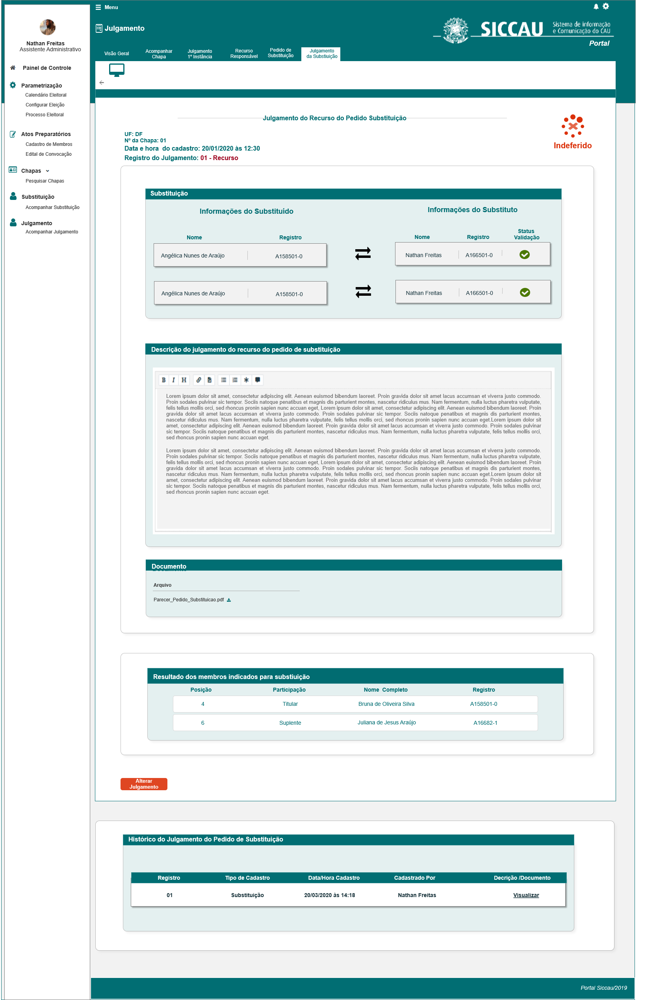 Menu
Julgamento
SICCAU
Sistema de informação
e Comunicação do CAU
Portal
Nathan Freitas
Assistente Administrativo
Painel de Controle
Parametrização
Calendário Eleitoral
Configurar Eleição
Processo Eleitoral
Atos Preparatórios
Cadastro de Membros
Edital de Convocação
Chapas
Pesquisar Chapas
Substituição
Acompanhar Substituição
Julgamento
Acompanhar Julgamento
Visão Geral
Acompanhar
Chapa
Julgamento
1º Instância
Recurso
Responsável
Pedido de
Substituição
Julgamento
da Substiuição
Julgamento do Recurso do Pedido Substituição
Indeferido
UF: DF
Nº da Chapa: 01
Data e hora do cadastro: 20/01/2020 às 12:30
Registro do Julgamento: 01 - Recurso
Substituição
Informações do Substituído
Informações do Substituto
Nome Registro
Nome Registro Status Validação
Angélica Nunes de Araújo A158501-0 Nathan Freitas A166501-0
Angélica Nunes de Araújo A158501-0 Nathan Freitas A166501-0
Descrição do julgamento do recurso do pedido de substituição
B I H
Lorem ipsum dolor sit amet, consectetur adipiscing elit. Aenean euismod bibendum laoreet. Proin gravida dolor sit amet lacus accumsan et viverra justo commodo.
Proin sodales pulvinar sic tempor. Sociis natoque penatibus et magnis dis parturient montes, nascetur ridiculus mus. Nam fermentum, nulla luctus pharetra vulputate,
felis tellus mollis orci, sed rhoncus pronin sapien nunc accuan eget, Lorem ipsum dolor sit amet, consectetur adipiscing elit. Aenean euismod bibendum laoreet. Proin
gravida dolor sit amet lacus accumsan et viverra justo commodo. Proin sodales pulvinar sic tempor. Sociis natoque penatibus et magnis dis parturient montes,
nascetur ridiculus mus. Nam fermentum, nulla luctus pharetra vulputate, felis tellus mollis orci, sed rhoncus pronin sapien nunc accuan eget.Lorem ipsum dolor sit
amet, consectetur adipiscing elit. Aenean euismod bibendum laoreet. Proin gravida dolor sit amet lacus accumsan et viverra justo commodo. Proin sodales pulvinar
sic tempor. Sociis natoque penatibus et magnis dis parturient montes, nascetur ridiculus mus. Nam fermentum, nulla luctus pharetra vulputate, felis tellus mollis orci,
sed rhoncus pronin sapien nunc accuan eget.
Lorem ipsum dolor sit amet, consectetur adipiscing elit. Aenean euismod bibendum laoreet. Proin gravida dolor sit amet lacus accumsan et viverra justo commodo.
Proin sodales pulvinar sic tempor. Sociis natoque penatibus et magnis dis parturient montes, nascetur ridiculus mus. Nam fermentum, nulla luctus pharetra vulputate,
felis tellus mollis orci, sed rhoncus pronin sapien nunc accuan eget, Lorem ipsum dolor sit amet, consectetur adipiscing elit. Aenean euismod bibendum laoreet. Proin
gravida dolor sit amet lacus accumsan et viverra justo commodo. Proin sodales pulvinar sic tempor. Sociis natoque penatibus et magnis dis parturient montes,
nascetur ridiculus mus. Nam fermentum, nulla luctus pharetra vulputate, felis tellus mollis orci, sed rhoncus pronin sapien nunc accuan eget.Lorem ipsum dolor sit
amet, consectetur adipiscing elit. Aenean euismod bibendum laoreet. Proin gravida dolor sit amet lacus accumsan et viverra justo commodo. Proin sodales pulvinar
sic tempor. Sociis natoque penatibus et magnis dis parturient montes, nascetur ridiculus mus. Nam fermentum, nulla luctus pharetra vulputate, felis tellus mollis orci,
sed rhoncus pronin sapien nunc accuan eget.
Documento
Arquivo
Parecer_Pedido_Substituicao.pdf
Resultado dos membros indicados para substiuição
Posição Participação Nome Completo Registro
4 Titular Bruna de Oliveira Silva A158501-0
6 Suplente Juliana de Jesus Araújo A16682-1
Alterar
Julgamento
Histórico do Julgamento do Pedido de Substituição
Registro Tipo de Cadastro Data/Hora Cadastro Cadastrado Por Decrição /Documento
01 Substituição 20/03/2020 às 14:18 Nathan Freitas Visualizar
Portal Siccau/2019